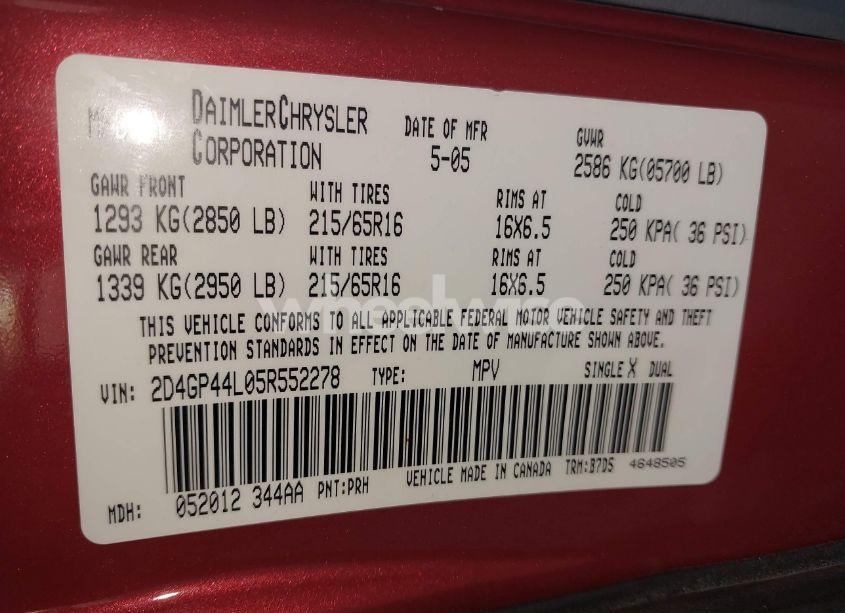 DAIMLERCHRYSLER
CORPORATION
DATE OF MFR
5-05
GVWR
2586 KG(05700 LB)
GAWR FRONT WITH TIRES RIMS AT COLD
1293 KG(2850 LB) 215/65R16 16X6.5 250 KPA( 36 PSI)
GAWR REAR WITH TIRES RIMS AT COLD
1339 KG(2950 LB) 215/65R16 16X6.5 250 KPA( 36 PSI)
wheelwise
THIS VEHICLE CONFORMS TO ALL APPLICABLE FEDERAL MOTOR VEHICLE SAFETY AND THEFT
PREVENTION STANDARDS IN EFFECT ON THE DATE OF MANUFACTURE SHOWN ABOVE.
VIN: 2D4GP44L05R552278 TYPE: MPV SINGLE X DUAL
MDH: 052012 344AA PNT:PRH VEHICLE MADE IN CANADA TRM:B7D5 4648505